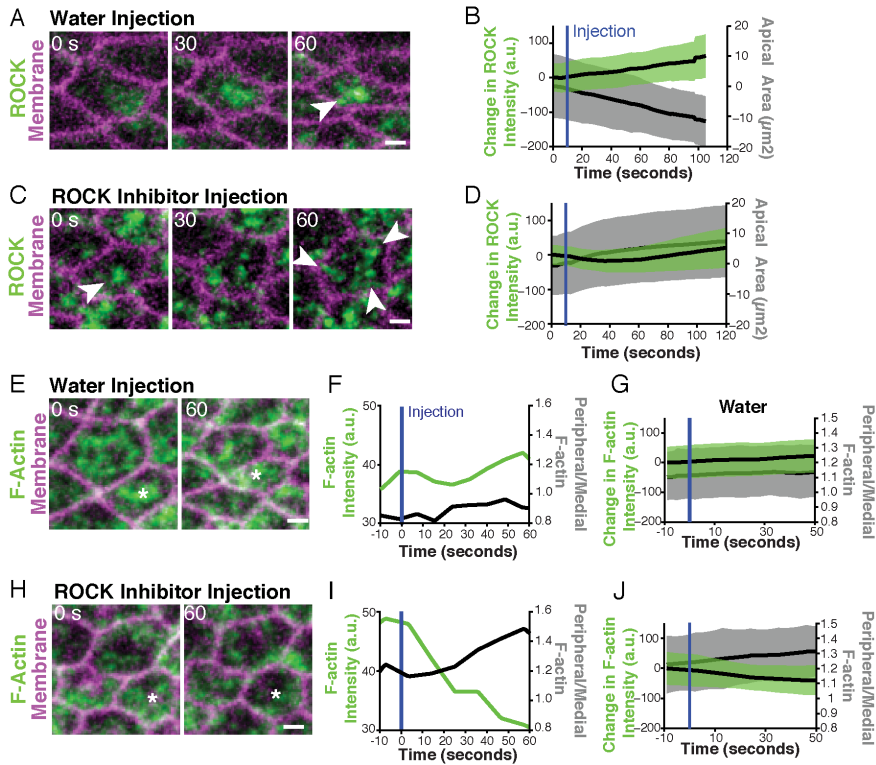 A Water Injection
ROCK
Membrane
0 s 30 60
B
Injection
Change in ROCK
Intensity (a.u.)
100
0
−100
−200
20
10
0
−10
−20
Apical Area (µm2)
0 20 40 60 80 100 120
Time (seconds)
C ROCK Inhibitor Injection
ROCK
Membrane
0 s 30 60
D
Change in ROCK
Intensity (a.u.)
100
0
−100
−200
20
10
0
−10
20
Apical Area (µm2)
0 20 40 60 80 100 120
Time (seconds)
E Water Injection
F-Actin
Membrane
0 s 60
* *
F
Injection
F-actin
Intensity (a.u.)
50
40
30
1.6
1.4
1.2
1.0
0.8
Peripheral/Medial
F-actin
-10 0 10 20 30 40 50 60
Time (seconds)
G Water
Change in F-actin
Intensity (a.u.)
100
0
−100
−200
1.5
1.4
1.3
1.2
1.1
1
0.9
0.8
Peripheral/Medial
F-actin
-10 10 30 50
Time (seconds)
H ROCK Inhibitor Injection
F-Actin
Membrane
0 s 60
* *
I
F-actin
Intensity (a.u.)
50
40
30
1.6
1.4
1.2
1.0
0.8
Peripheral/Medial
F-actin
-10 0 10 20 30 40 50 60
Time (seconds)
J
Change in F-actin
Intensity (a.u.)
100
0
−100
−200
1.5
1.4
1.3
1.2
1.1
1
0.9
0.8
Peripheral/Medial
F-actin
-10 10 30 50
Time (seconds)